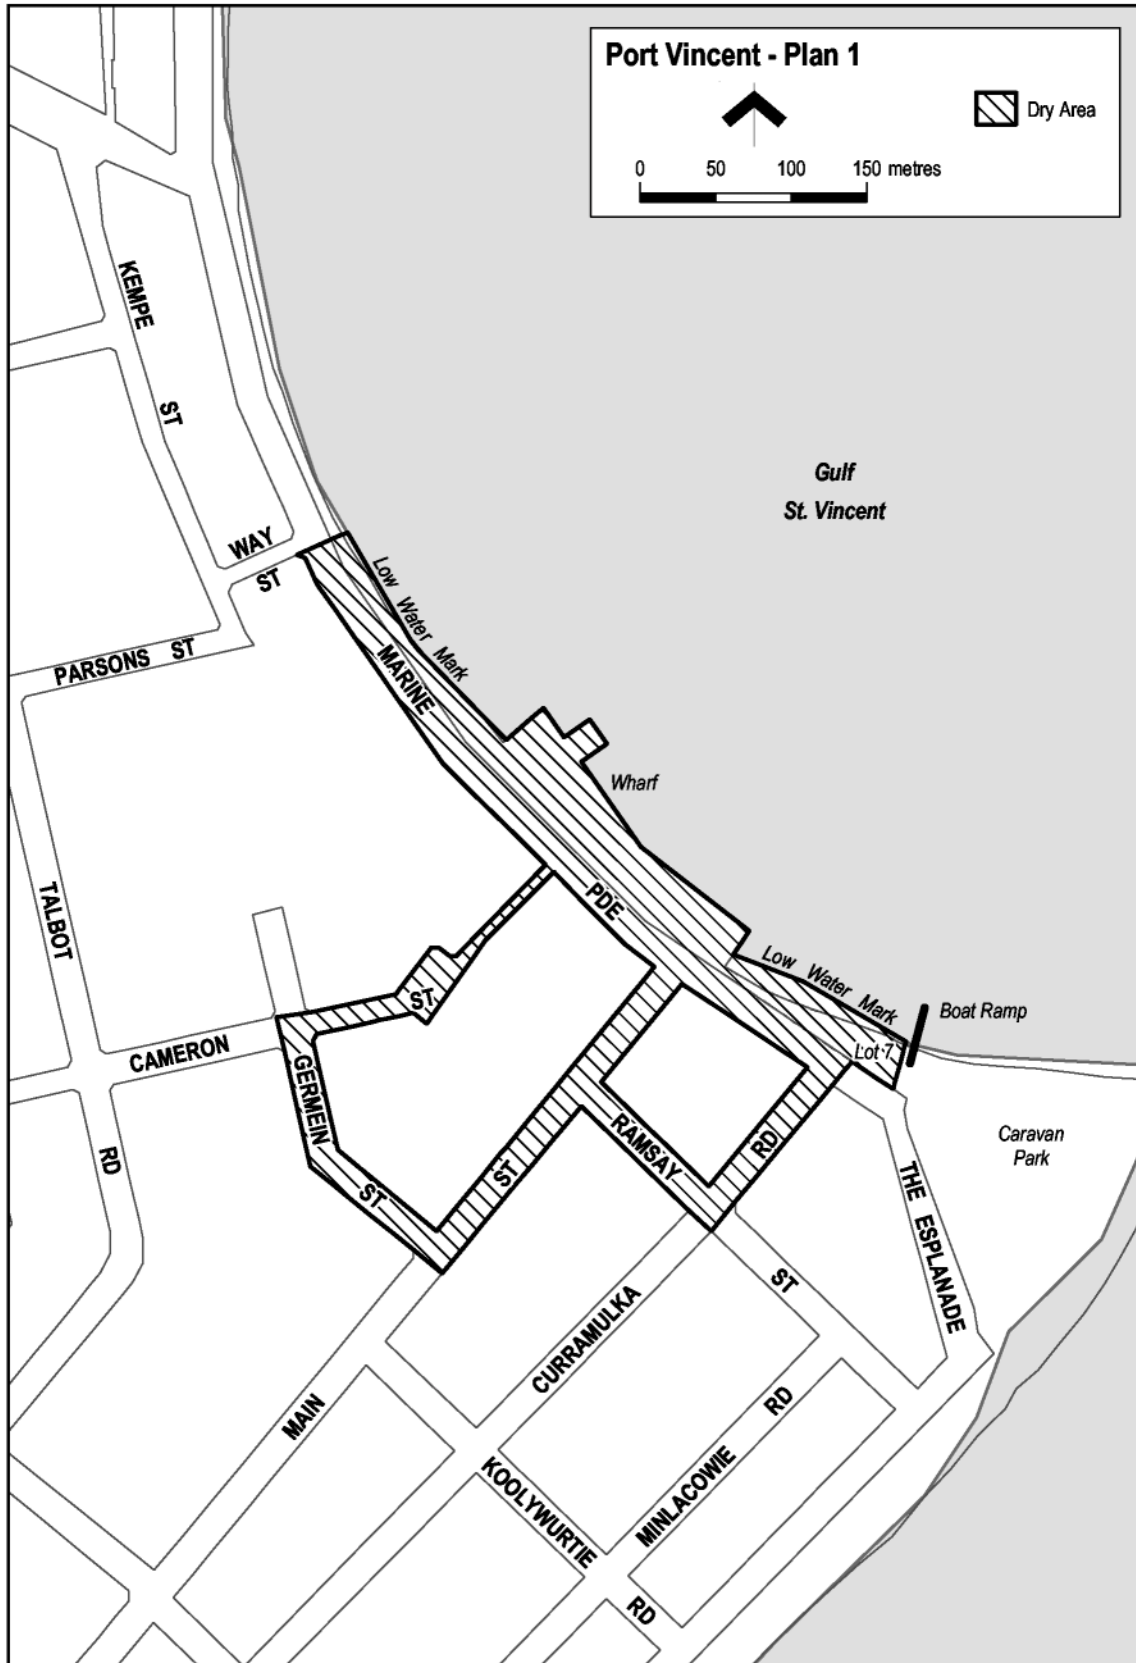 Port Vincent - Plan 1
Dry Area
0 50 100 150 metres
KEMPE
ST
Gulf
St. Vincent
WAY
ST
Low Water Mark
PARSONS ST
MARINE
Wharf
TALBOT
PDE
Low Water Mark
ST
Boat Ramp
CAMERON
Lot 7
GERMEIN
RAMSAY
RD
Caravan
Park
RD
ST
ST
THE ESPLANADE
ST
CURRAMULKA
MAIN
RD
KOOLYWURTIE
MINLACOWIE
RD